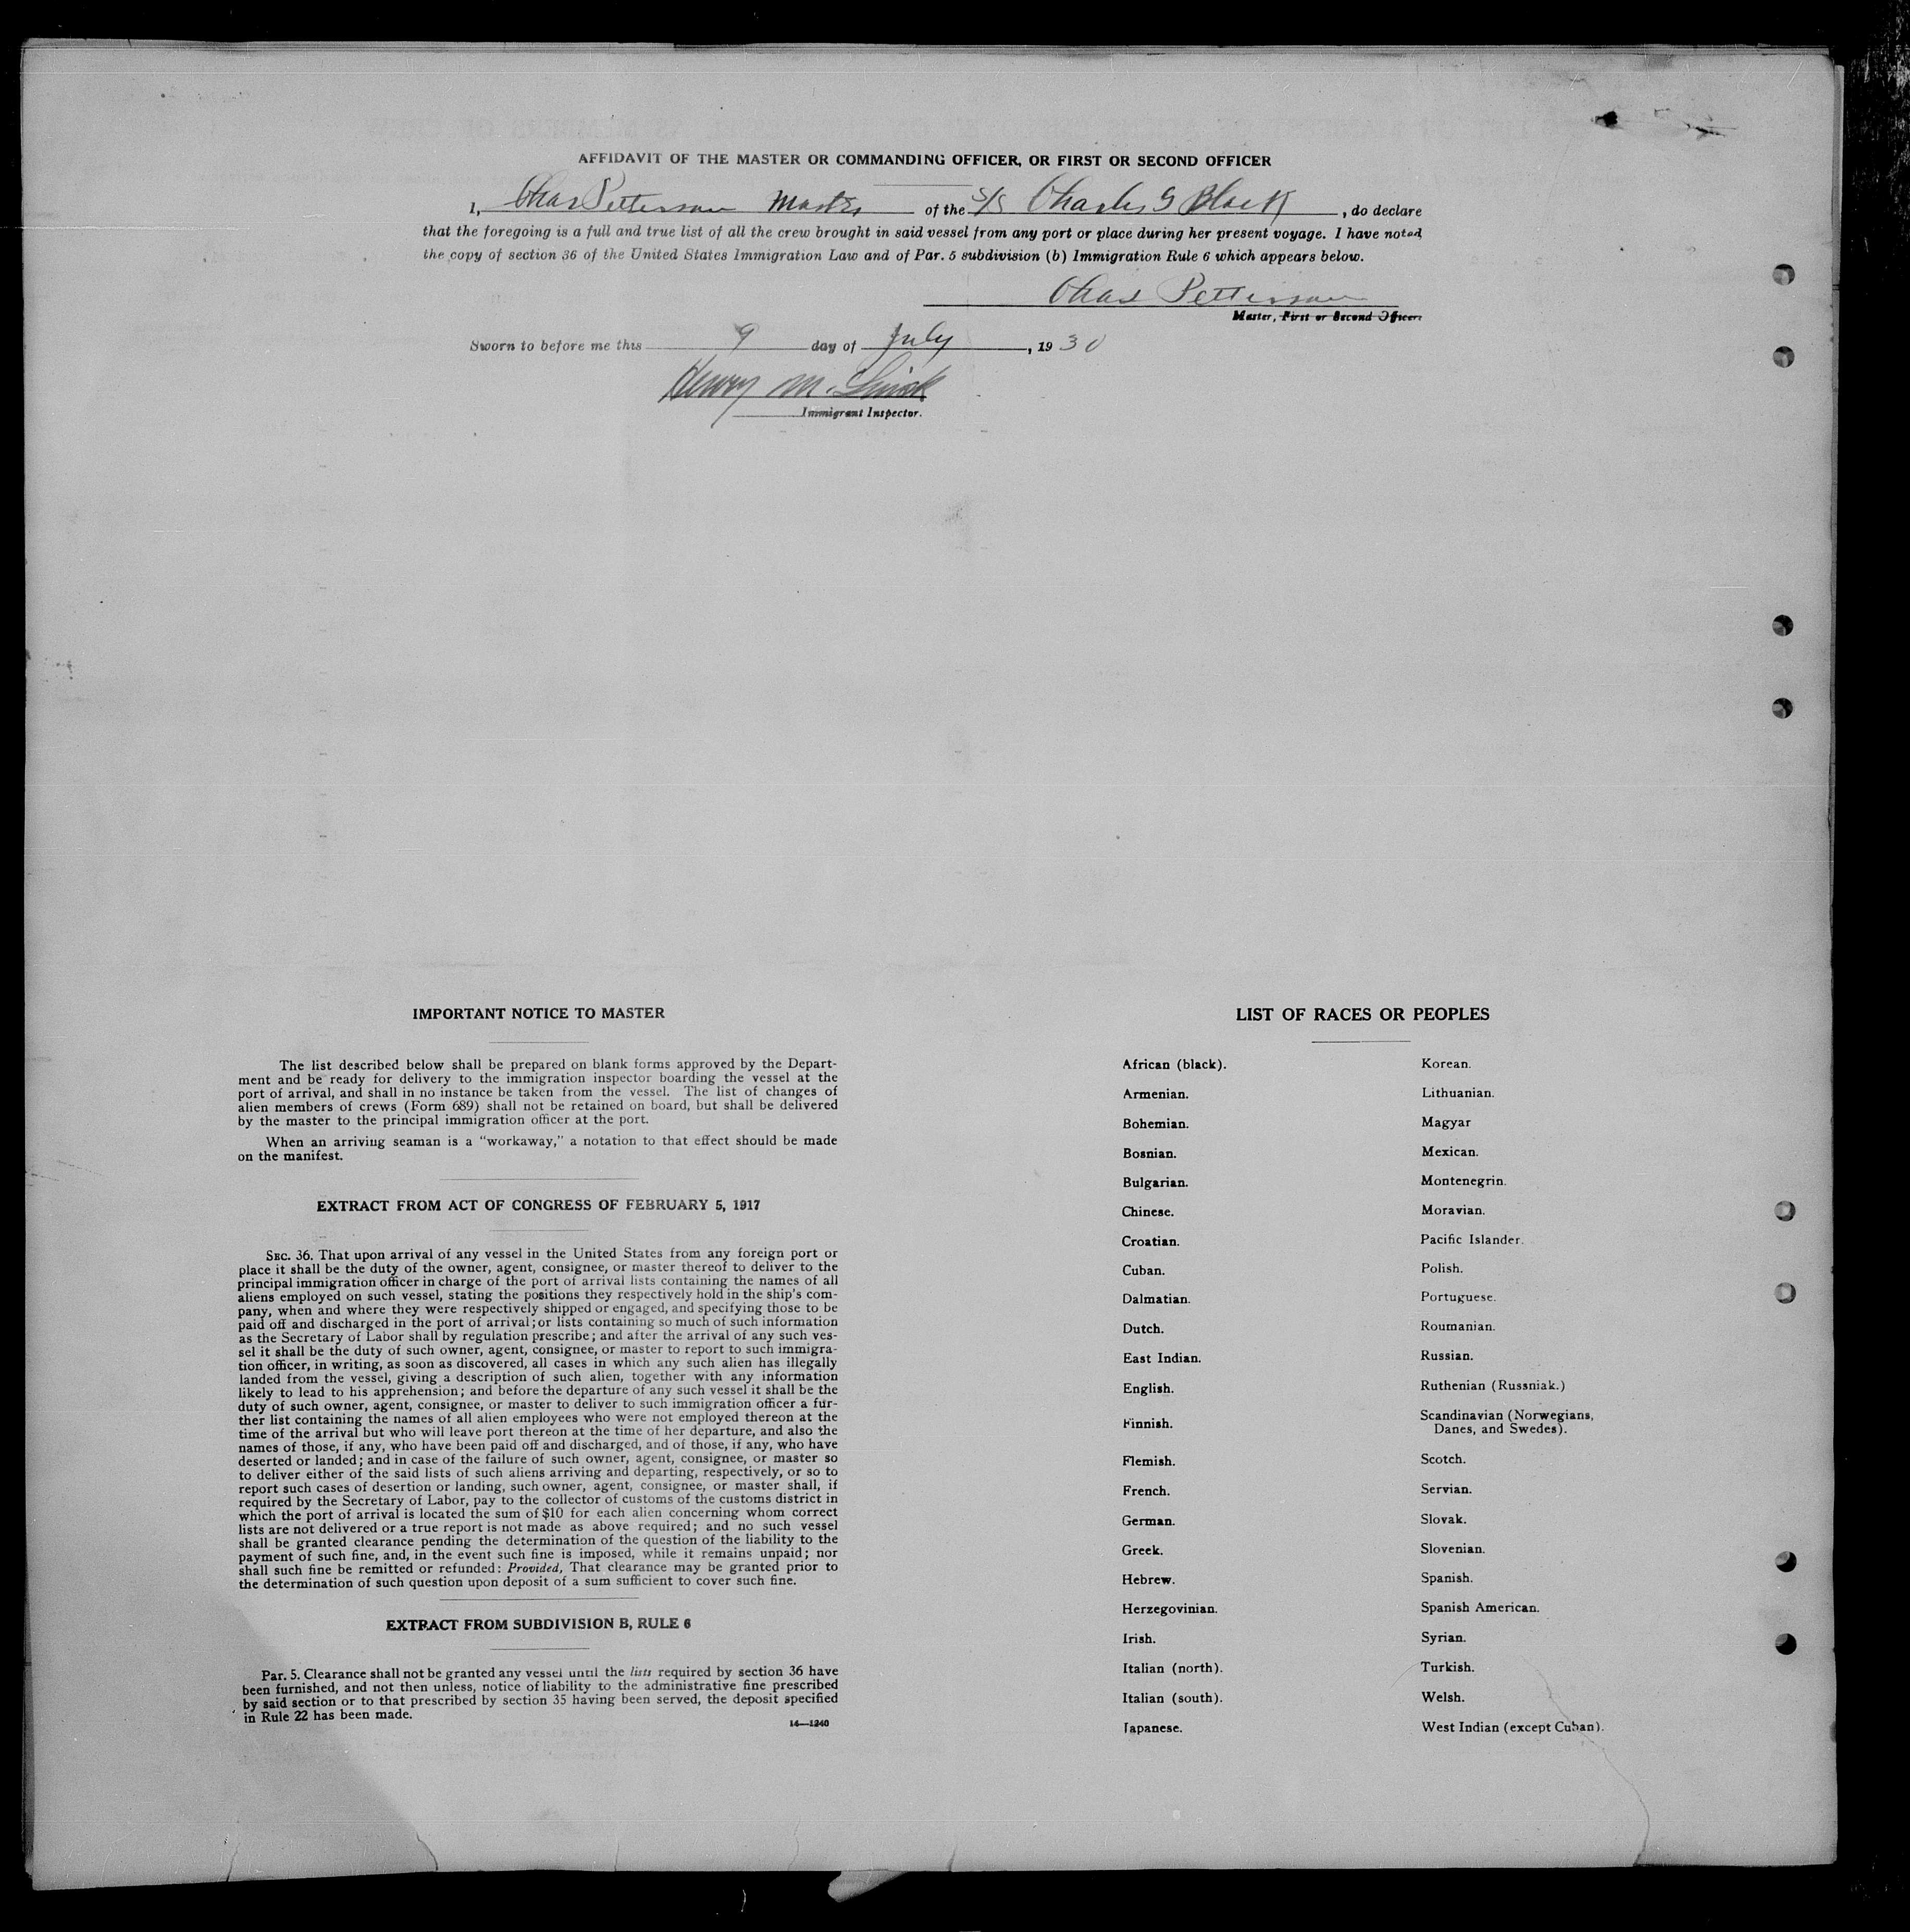 AFFIDAVIT OF THE MASTER OR COMMANDING OFFICER, OR FIRST OR SECOND OFFICER
I, Chas Petterson Master of the S/S Charles G Black, do declare
that the foregoing is a full and true list of all the crew brought in said vessel from any port or place during her present voyage. I have noted
the copy of section 36 of the United States Immigration Law and of Par. 5 subdivision (b) Immigration Rule 6 which appears below.
Chas Petterson
Master, First or Second Officer.
Sworn to before me this 9 day of July, 1930
Henry M.
Immigrant Inspector.
IMPORTANT NOTICE TO MASTER
The list described below shall be prepared on blank forms approved by the Depart-
ment and be ready for delivery to the immigration inspector boarding the vessel at the
port of arrival, and shall in no instance be taken from the vessel. The list of changes of
alien members of crews (Form 689) shall not be retained on board, but shall be delivered
by the master to the principal immigration officer at the port.
When an arriving seaman is a "workaway," a notation to that effect should be made
on the manifest.
EXTRACT FROM ACT OF CONGRESS OF FEBRUARY 5, 1917
SEC. 36. That upon arrival of any vessel in the United States from any foreign port or
place it shall be the duty of the owner, agent, consignee, or master thereof to deliver to the
principal immigration officer in charge of the port of arrival lists containing the names of all
aliens employed on such vessel, stating the positions they respectively hold in the ship's com-
pany, when and where they were respectively shipped or engaged, and specifying those to be
paid off and discharged in the port of arrival; or lists containing so much of such information
as the Secretary of Labor shall by regulation prescribe; and after the arrival of any such ves-
sel it shall be the duty of such owner, agent, consignee, or master to report to such immigra-
tion officer, in writing, as soon as discovered, all cases in which any such alien has illegally
landed from the vessel, giving a description of such alien, together with any information
likely to lead to his apprehension; and before the departure of any such vessel it shall be the
duty of such owner, agent, consignee, or master to deliver to such immigration officer a fur-
ther list containing the names of all alien employees who were not employed thereon at the
time of the arrival but who will leave port thereon at the time of her departure, and also the
names of those, if any, who have been paid off and discharged, and of those, if any, who have
deserted or landed; and in case of the failure of such owner, agent, consignee, or master so
to deliver either of the said lists of such aliens arriving and departing, respectively, or so to
report such cases of desertion or landing, such owner, agent, consignee, or master shall, if
required by the Secretary of Labor, pay to the collector of customs of the customs district in
which the port of arrival is located the sum of $10 for each alien concerning whom correct
lists are not delivered or a true report is not made as above required; and no such vessel
shall be granted clearance pending the determination of the question of the liability to the
payment of such fine, and, in the event such fine is imposed, while it remains unpaid; nor
shall such fine be remitted or refunded: Provided, That clearance may be granted prior to
the determination of such question upon deposit of a sum sufficient to cover such fine.
EXTRACT FROM SUBDIVISION B, RULE 6
Par. 5. Clearance shall not be granted any vessel until the lists required by section 36 have
been furnished, and not then unless, notice of liability to the administrative fine prescribed
by said section or to that prescribed by section 35 having been served, the deposit specified
in Rule 22 has been made.
14—1240
LIST OF RACES OR PEOPLES
African (black).
Armenian.
Bohemian.
Bosnian.
Bulgarian.
Chinese.
Croatian.
Cuban.
Dalmatian.
Dutch.
East Indian.
English.
Finnish.
Flemish.
French.
German.
Greek.
Hebrew.
Herzegovinian.
Irish.
Italian (north).
Italian (south).
Japanese.
Korean.
Lithuanian.
Magyar
Mexican.
Montenegrin.
Moravian.
Pacific Islander.
Polish.
Portuguese.
Roumanian.
Russian.
Ruthenian (Russniak.)
Scandinavian (Norwegians,
Danes, and Swedes).
Scotch.
Servian.
Slovak.
Slovenian.
Spanish.
Spanish American.
Syrian.
Turkish.
Welsh.
West Indian (except Cuban).